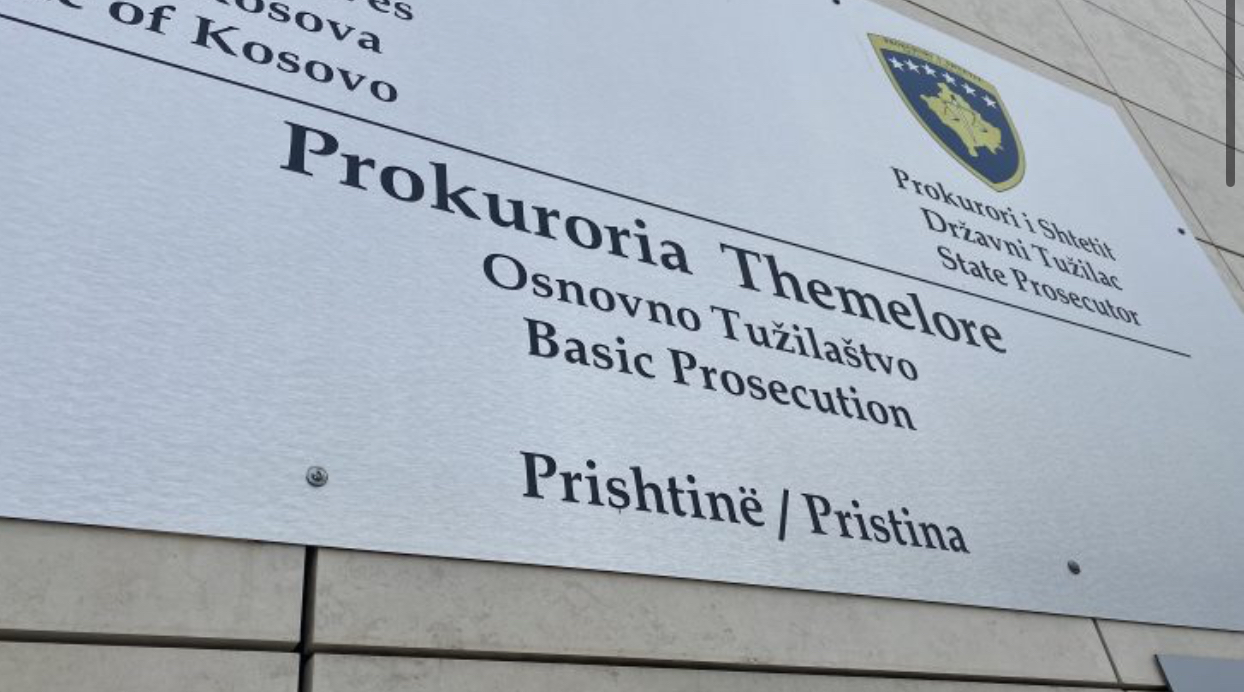 Kosova
of Kosovo
Prokurori i Shtetit
Državni Tužilac
State Prosecutor
Prokuroria Themelore
Osnovno Tužilaštvo
Basic Prosecution
Prishtinë / Pristina